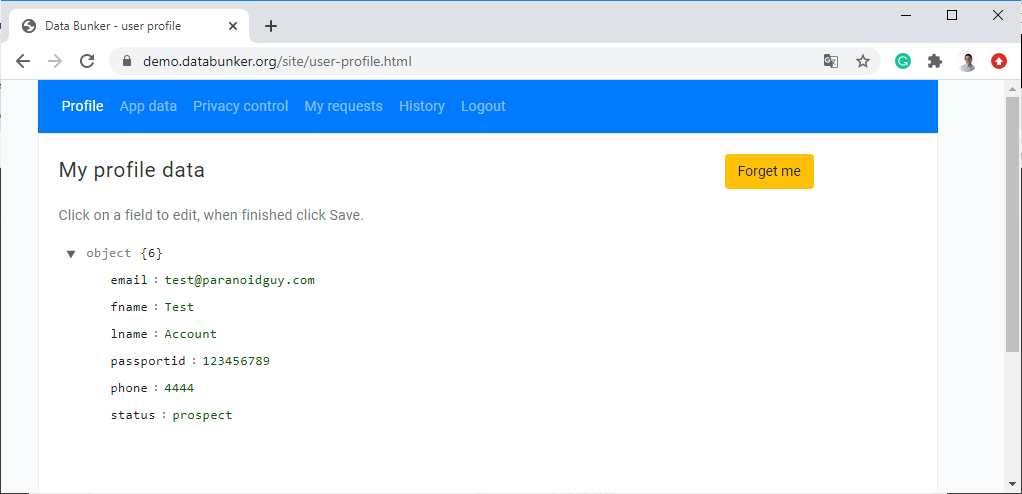 Data Bunker - user profile
demo.databunker.org/site/user-profile.html
Profile App data Privacy control My requests History Logout
My profile data
Forget me
Click on a field to edit, when finished click Save.
object {6}
email : test@paranoidguy.com
fname : Test
lname : Account
passportid : 123456789
phone : 4444
status : prospect